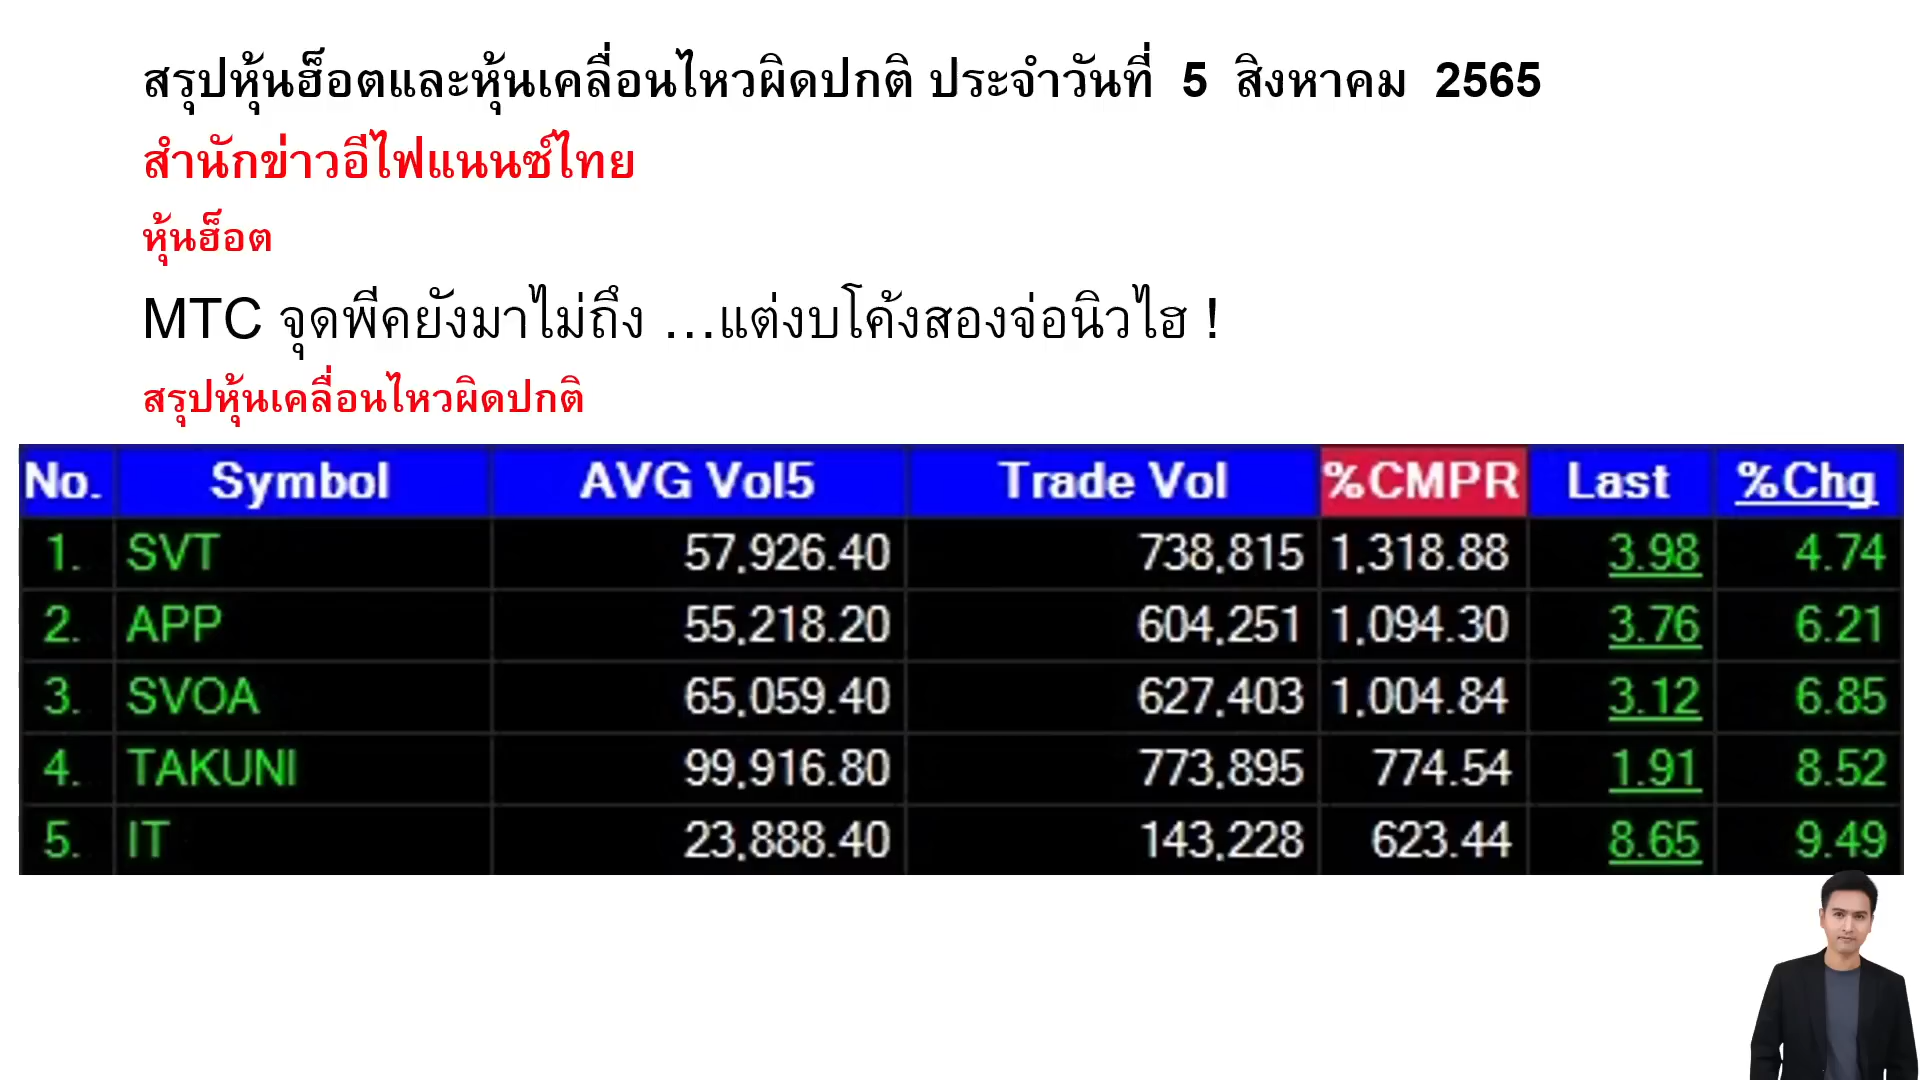 สรุปหุ้นฮ็อตและหุ้นเคลื่อนไหวผิดปกติ ประจำวันที่ 5 สิงหาคม 2565
สำนักข่าวอีไฟแนนซ์ไทย
หุ้นฮ็อต
MTC จุดพีคยังมาไม่ถึง ...แต่งบโค้งสองจ่อนิวไฮ !
สรุปหุ้นเคลื่อนไหวผิดปกติ
No. Symbol AVG Vol5 Trade Vol %CMPR Last %Chg
1. SVT 57,926.40 738,815 1,318.88 3.98 4.74
2. APP 55,218.20 604,251 1,094.30 3.76 6.21
3. SVOA 65,059.40 627,403 1,004.84 3.12 6.85
4. TAKUNI 99,916.80 773,895 774.54 1.91 8.52
5. IT 23,888.40 143,228 623.44 8.65 9.49